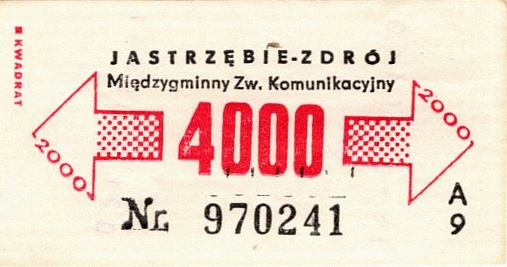 KWADRAT
JASTRZĘBIE-ZDRÓJ
Międzygminny Zw. Komunikacyjny
2000
4000
2000
Nr 970241
A
9